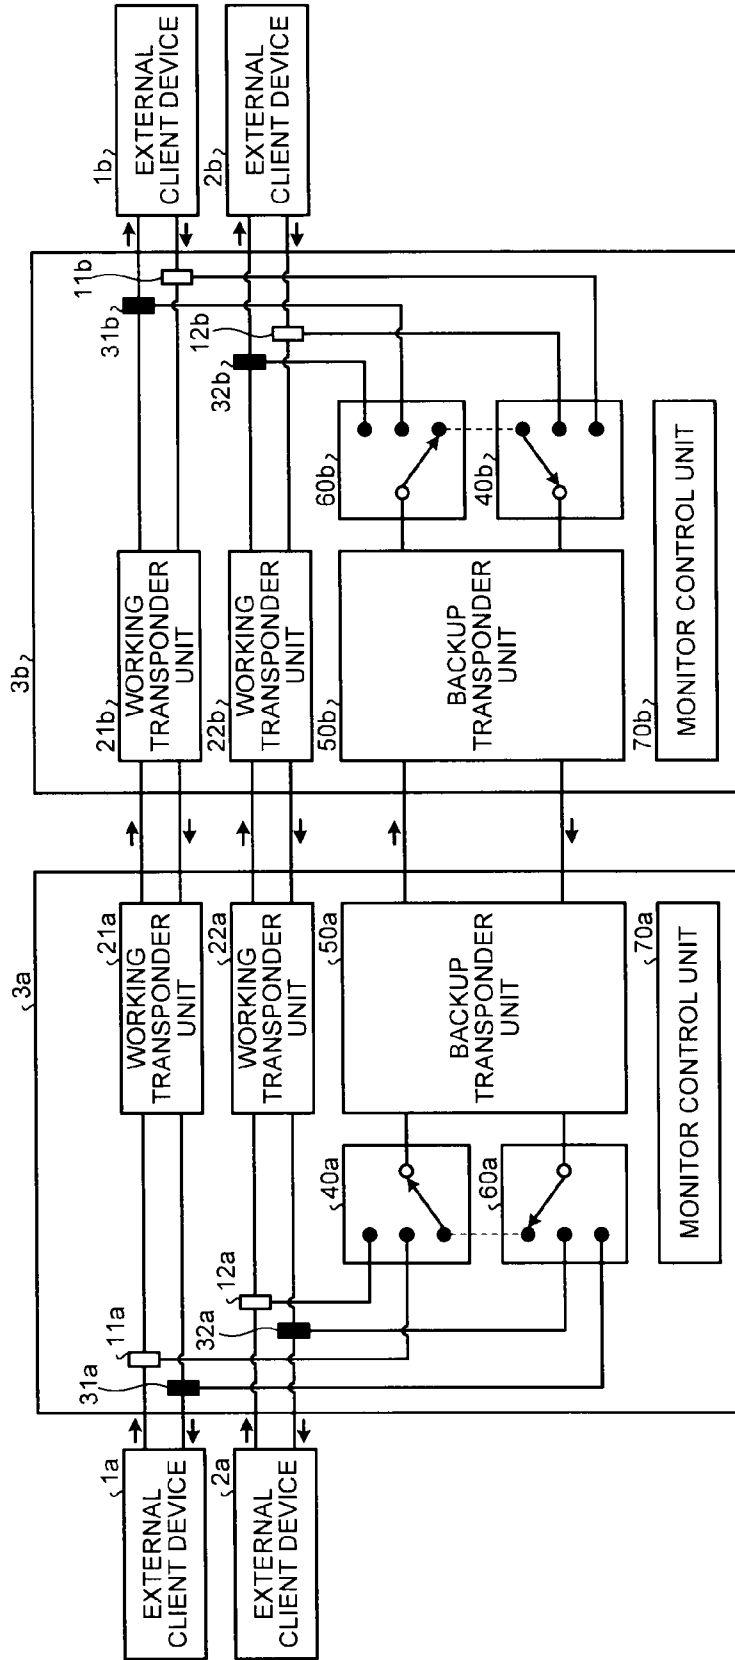 1a
EXTERNAL
CLIENT DEVICE
2a
EXTERNAL
CLIENT DEVICE
3a
31a
11a
32a
12a
21a
WORKING
TRANSPONDER
UNIT
22a
WORKING
TRANSPONDER
UNIT
40a
60a
50a
BACKUP
TRANSPONDER
UNIT
70a
MONITOR CONTROL UNIT
3b
21b
WORKING
TRANSPONDER
UNIT
22b
WORKING
TRANSPONDER
UNIT
50b
BACKUP
TRANSPONDER
UNIT
60b
40b
70b
MONITOR CONTROL UNIT
31b
11b
32b
12b
1b
EXTERNAL
CLIENT DEVICE
2b
EXTERNAL
CLIENT DEVICE